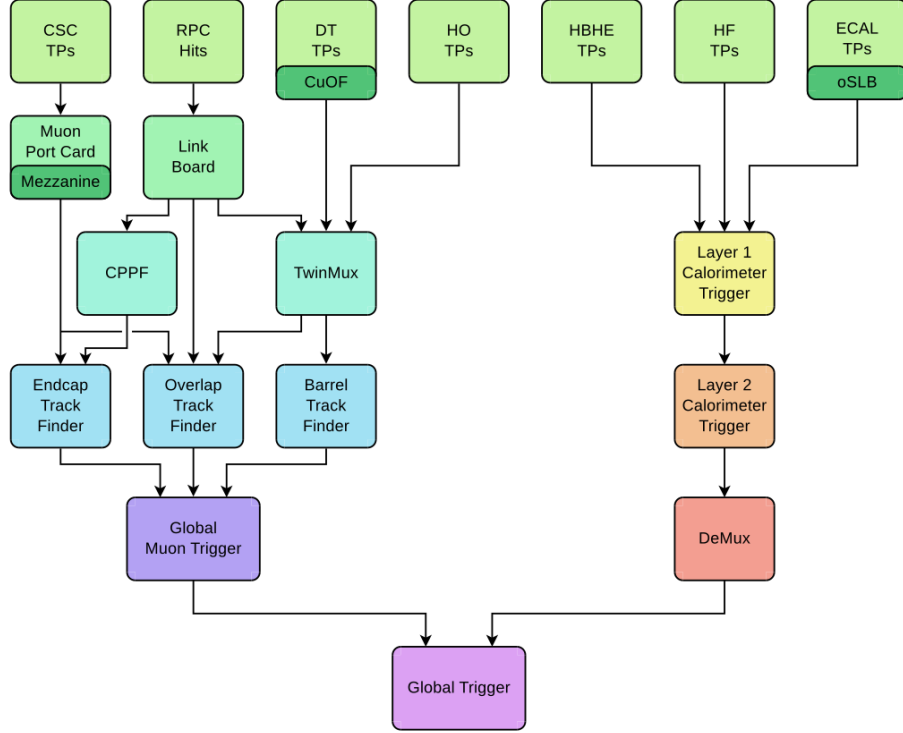 CSC
TPs
RPC
Hits
DT
TPs
CuOF
HO
TPs
HBHE
TPs
HF
TPs
ECAL
TPs
oSLB
Muon
Port Card
Mezzanine
Link
Board
CPPF
TwinMux
Layer 1
Calorimeter
Trigger
Endcap
Track
Finder
Overlap
Track
Finder
Barrel
Track
Finder
Layer 2
Calorimeter
Trigger
Global
Muon Trigger
DeMux
Global Trigger